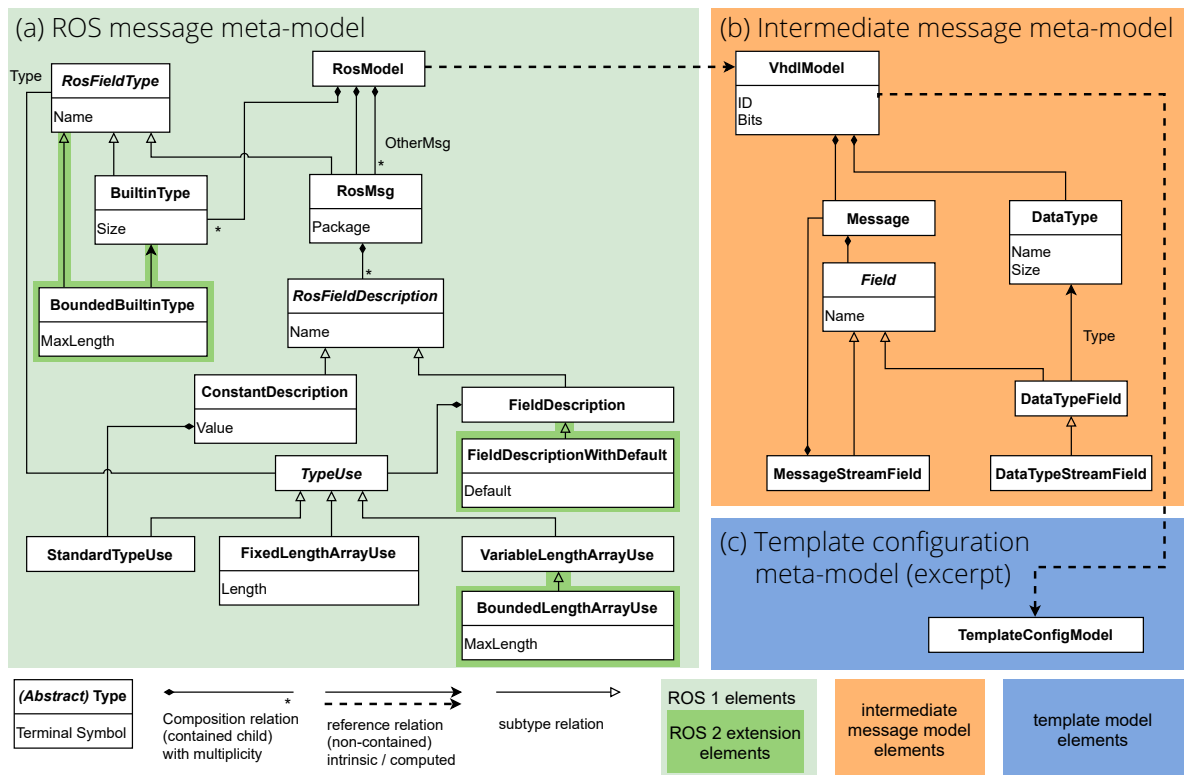 (a) ROS message meta-model
Type
RosFieldType
Name
RosModel
OtherMsg
*
BuiltinType
Size
*
RosMsg
Package
*
BoundedBuiltinType
MaxLength
RosFieldDescription
Name
ConstantDescription
Value
FieldDescription
FieldDescriptionWithDefault
Default
TypeUse
StandardTypeUse
FixedLengthArrayUse
Length
VariableLengthArrayUse
BoundedLengthArrayUse
MaxLength
(b) Intermediate message meta-model
VhdlModel
ID
Bits
Message
DataType
Name
Size
Field
Name
Type
DataTypeField
MessageStreamField
DataTypeStreamField
(c) Template configuration
meta-model (excerpt)
TemplateConfigModel
(Abstract) Type
Terminal Symbol
*
Composition relation
(contained child)
with multiplicity
reference relation
(non-contained)
intrinsic / computed
subtype relation
ROS 1 elements
ROS 2 extension
elements
intermediate
message model
elements
template model
elements